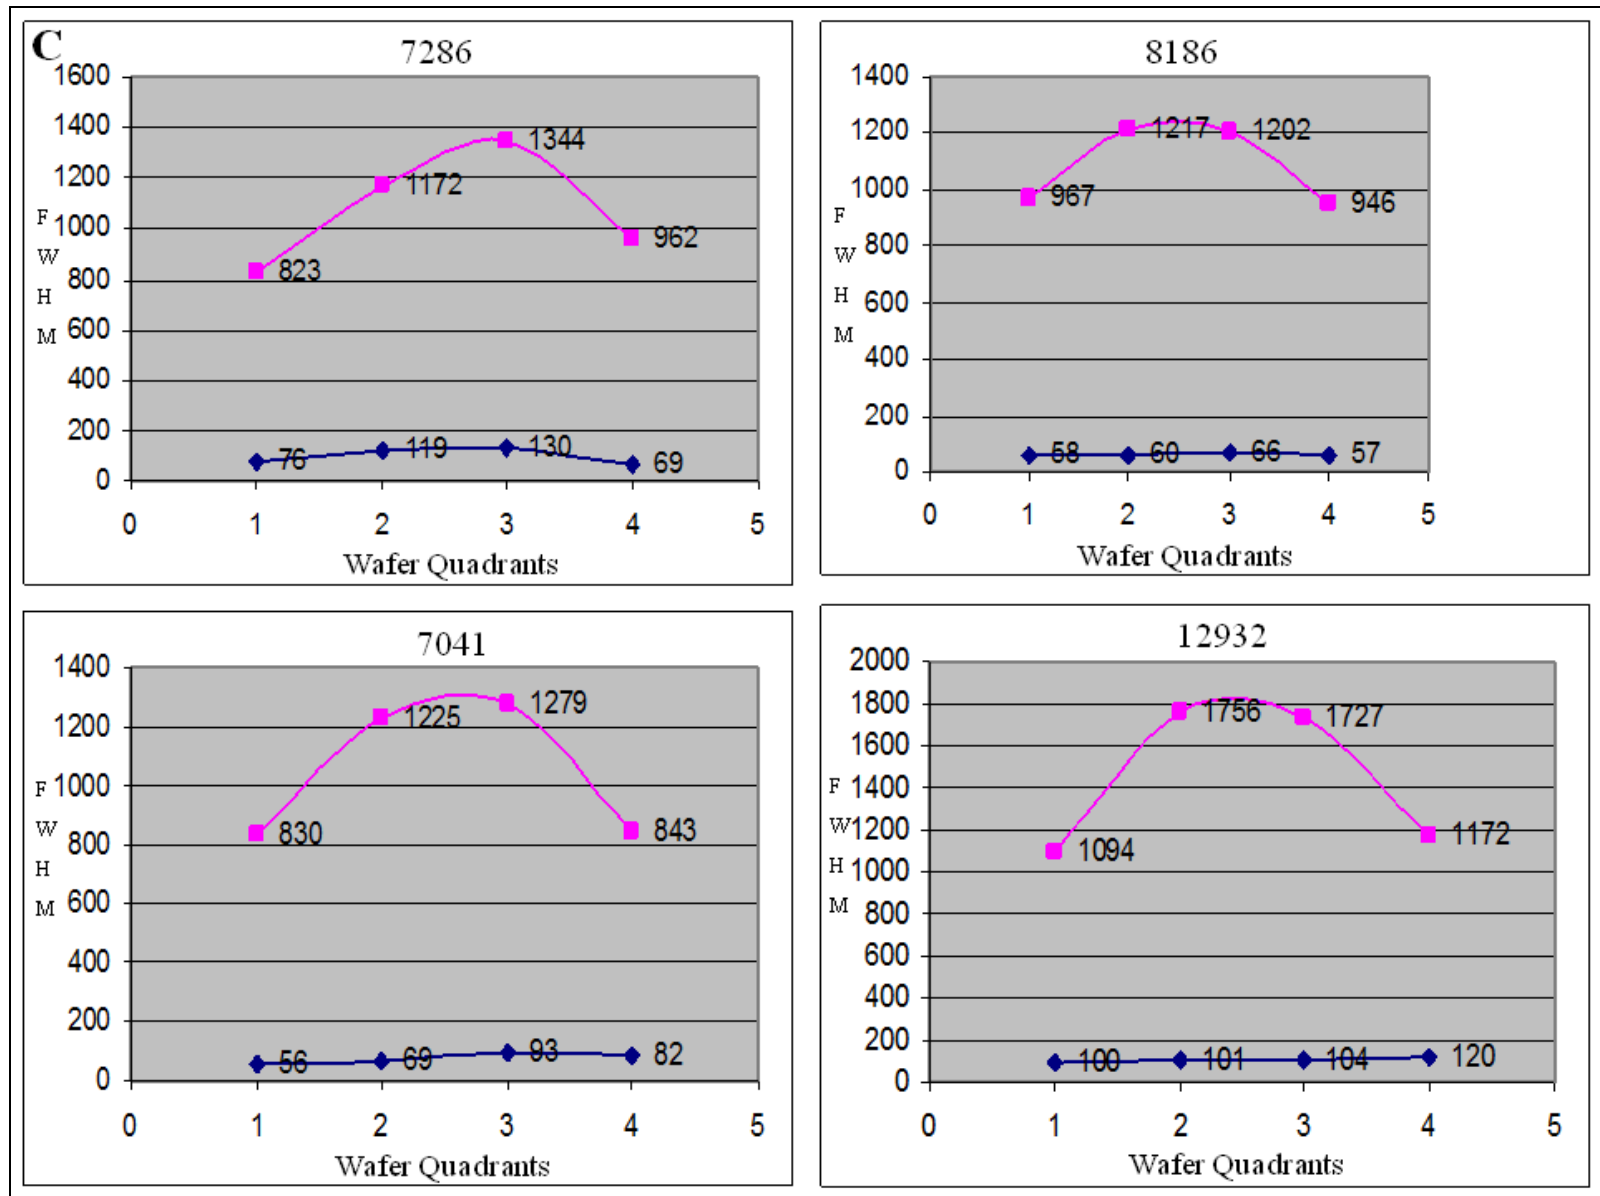 C
7286
1600
1400
1200
1000
800
600
400
200
0
F
W
H
M
823
1172
1344
962
76
119
130
69
0 1 2 3 4 5
Wafer Quadrants
8186
1400
1200
1000
800
600
400
200
0
F
W
H
M
967
1217
1202
946
58
60
66
57
0 1 2 3 4 5
Wafer Quadrants
7041
1400
1200
1000
800
600
400
200
0
F
W
H
M
830
1225
1279
843
56
69
93
82
0 1 2 3 4 5
Wafer Quadrants
12932
2000
1800
1600
1400
1200
1000
800
600
400
200
0
F
W
H
M
1094
1756
1727
1172
100
101
104
120
0 1 2 3 4 5
Wafer Quadrants